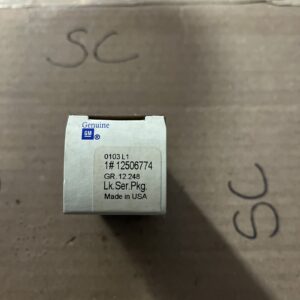 SC
Genuine
GM ®
0103 L1
1# 12506774
GR. 12.248
Lk.Ser.Pkg.
Made in USA
SC